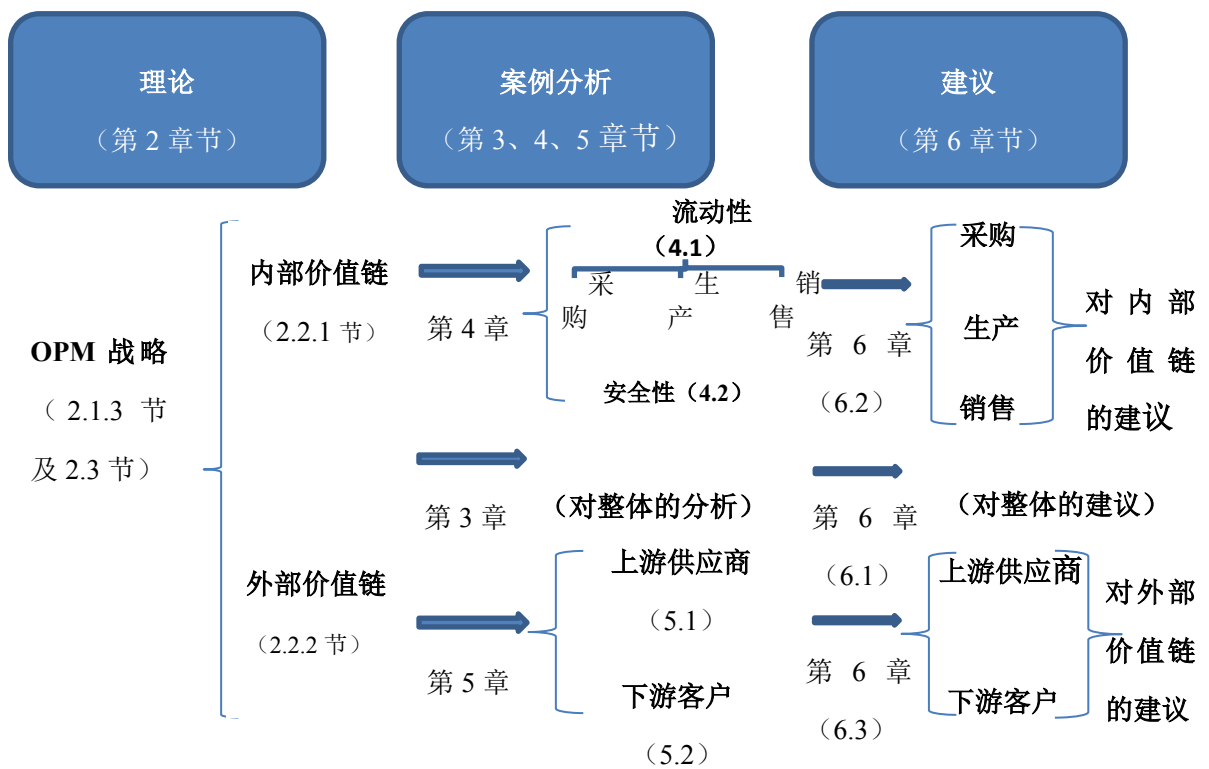 理论
（第 2 章节）
案例分析
（第 3、4、5 章节）
建议
（第 6 章节）
OPM 战略
（ 2.1.3 节
及 2.3 节）
内部价值链
（2.2.1 节）
外部价值链
（2.2.2 节）
第 4 章
流动性
（4.1）
采 生 销
购 产 售
安全性（4.2）
第 3 章
（对整体的分析）
第 5 章
上游供应商
（5.1）
下游客户
（5.2）
第 6 章
（6.2）
采购
生产
销售
对内部
价值链
的建议
第 6 章
（6.1）
（对整体的建议）
第 6 章
（6.3）
上游供应商
下游客户
对外部
价值链
的建议